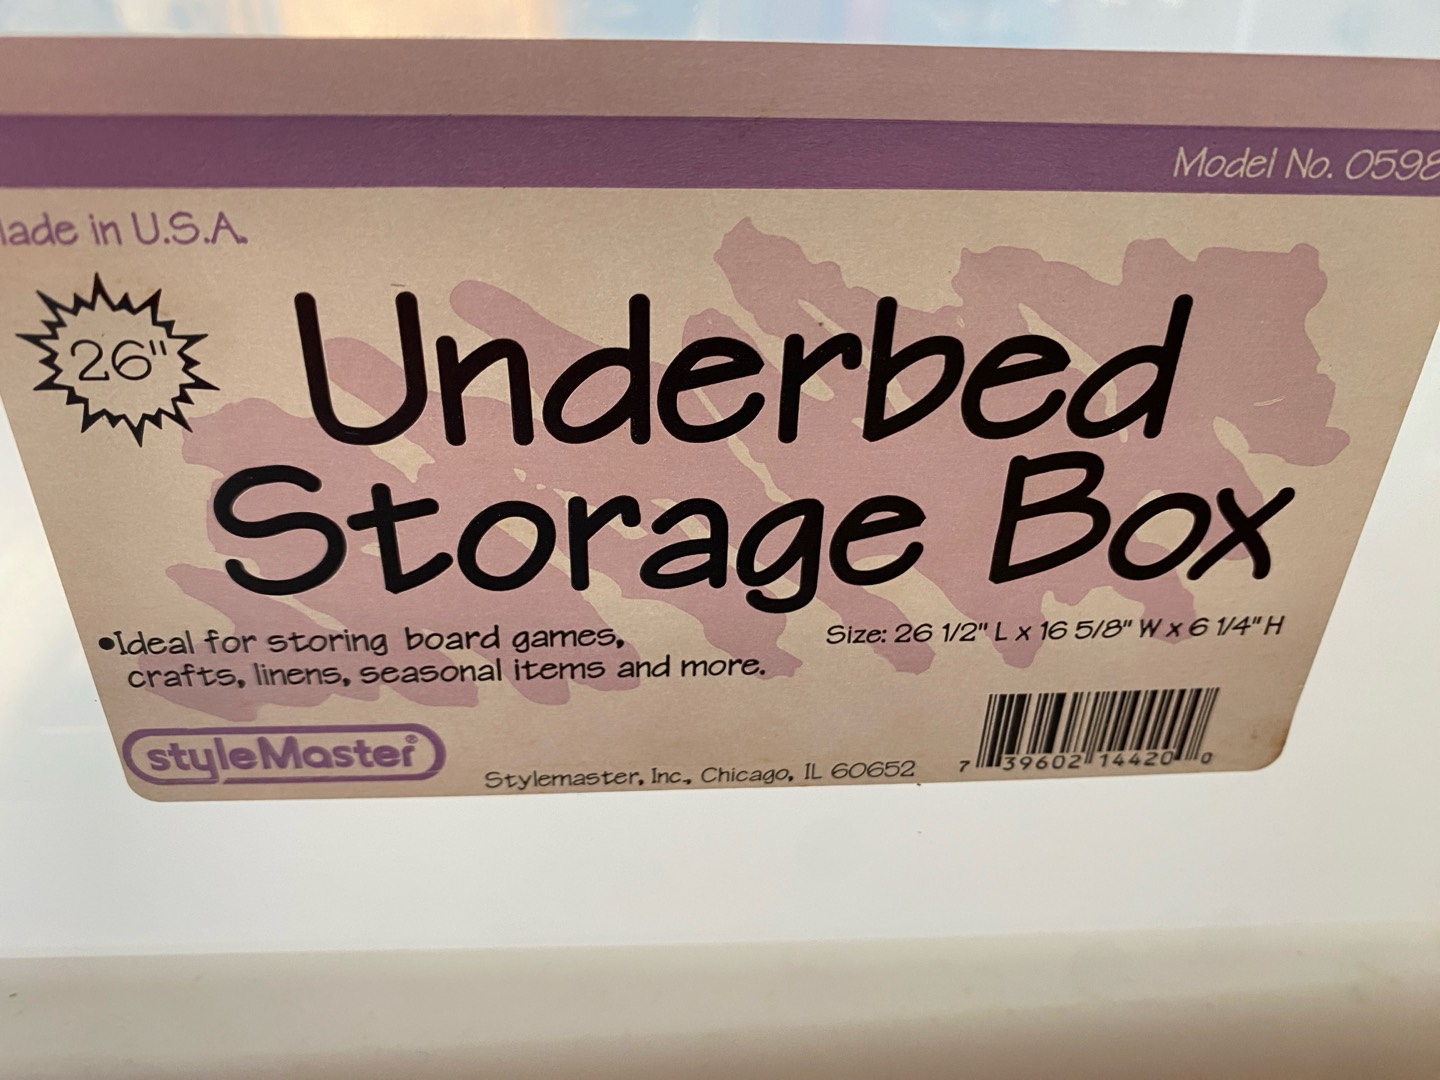 Model No. 0598
Made in U.S.A.
26"
Underbed
Storage Box
•Ideal for storing board games,
crafts, linens, seasonal items and more.
Size: 26 1/2" L x 16 5/8" W x 6 1/4" H
styleMaster®
Stylemaster, Inc., Chicago, IL 60652
7 39602 14420 0